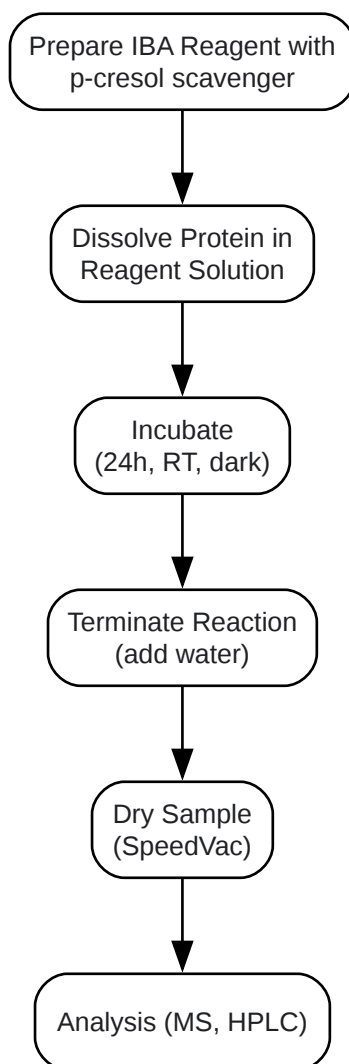 Prepare IBA Reagent with
p-cresol scavenger
Dissolve Protein in
Reagent Solution
Incubate
(24h, RT, dark)
Terminate Reaction
(add water)
Dry Sample
(SpeedVac)
Analysis (MS, HPLC)